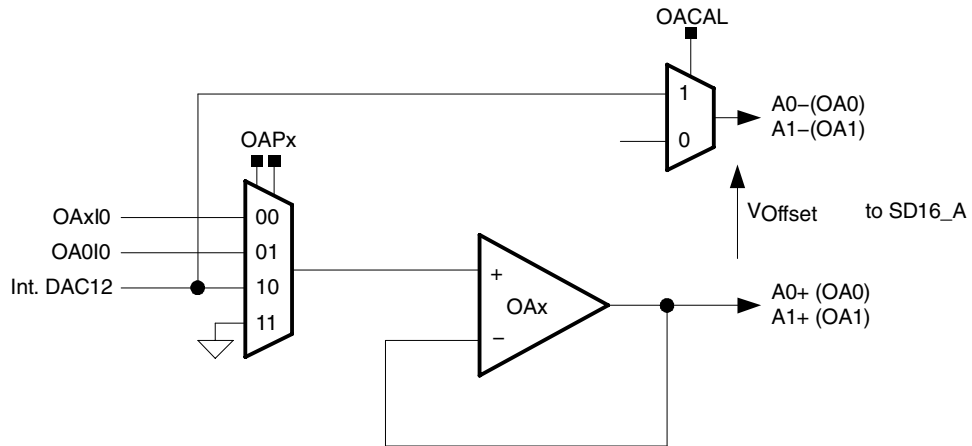 OACAL
1
0
A0−(OA0)
A1−(OA1)
OAPx
OAxI0
OA0I0
Int. DAC12
00
01
10
11
VOffset
to SD16_A
+
OAx
−
A0+ (OA0)
A1+ (OA1)